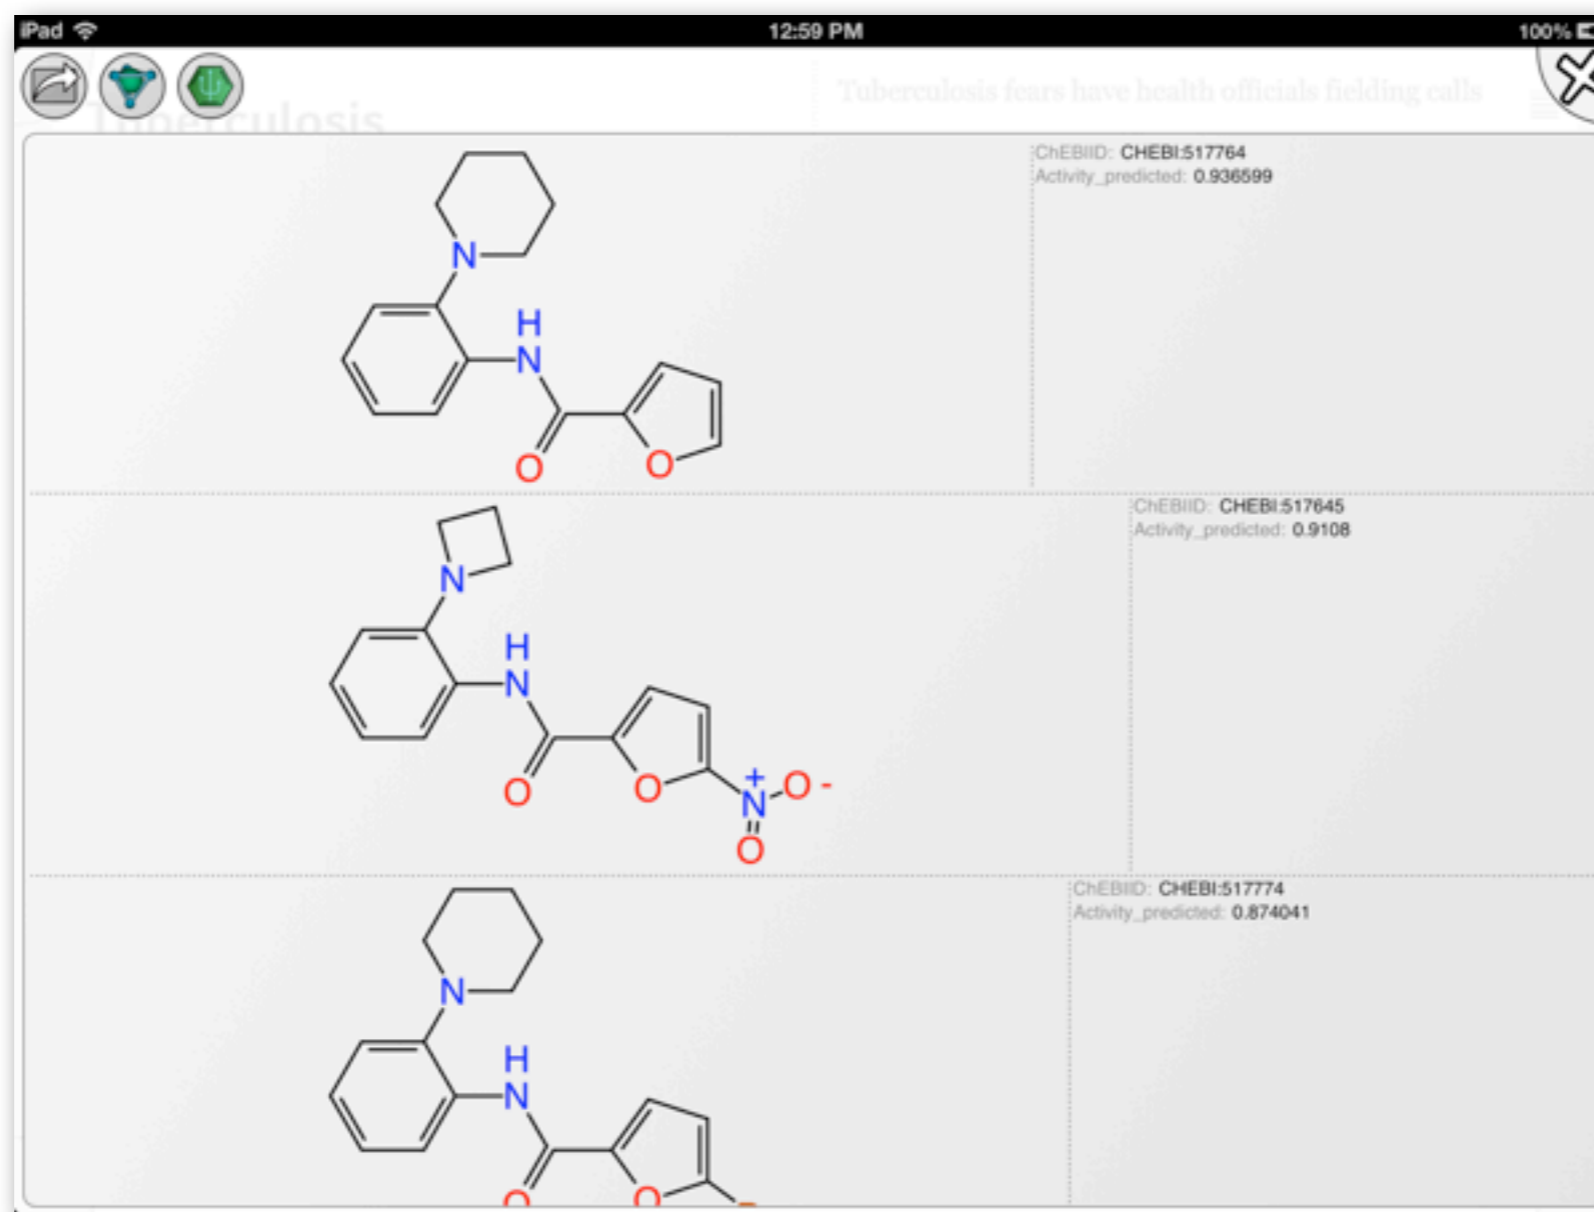 iPad 12:59 PM 100%
Tuberculosis fears have health officials fielding calls
Tuberculosis
ChEBIID: CHEBI:517764
Activity_predicted: 0.936599
N
H
N
O O
ChEBIID: CHEBI:517645
Activity_predicted: 0.9108
N
H
N
O O N + O -
O
ChEBIID: CHEBI:517774
Activity_predicted: 0.874041
N
H
N
O O